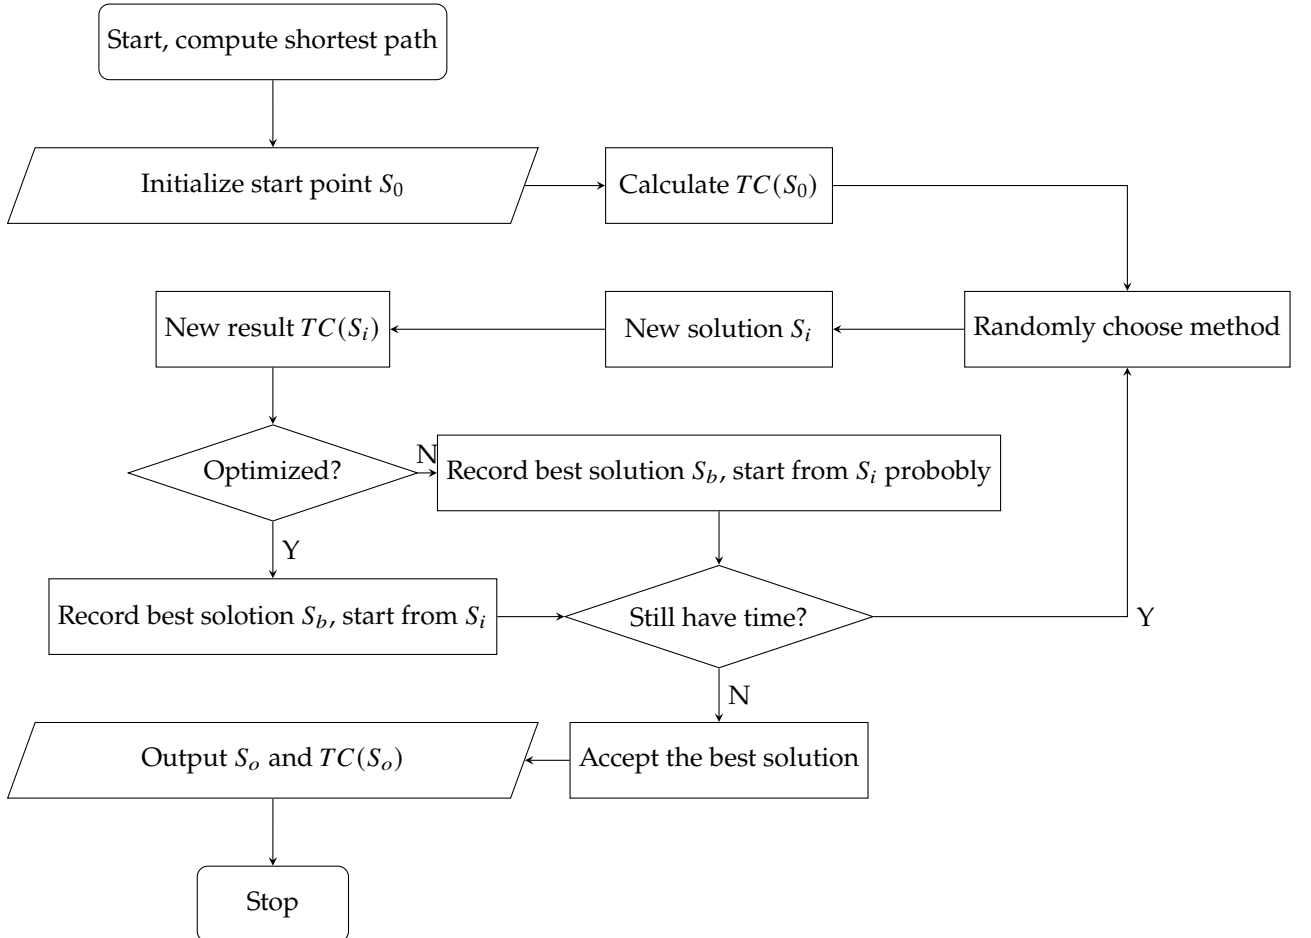 Start, compute shortest path
Initialize start point S₀
Calculate TC(S₀)
New result TC(Sᵢ)
New solution Sᵢ
Randomly choose method
Optimized?
N
Record best solution S_b, start from Sᵢ probobly
Y
Record best solotion S_b, start from Sᵢ
Still have time?
Y
N
Output Sₒ and TC(Sₒ)
Accept the best solution
Stop